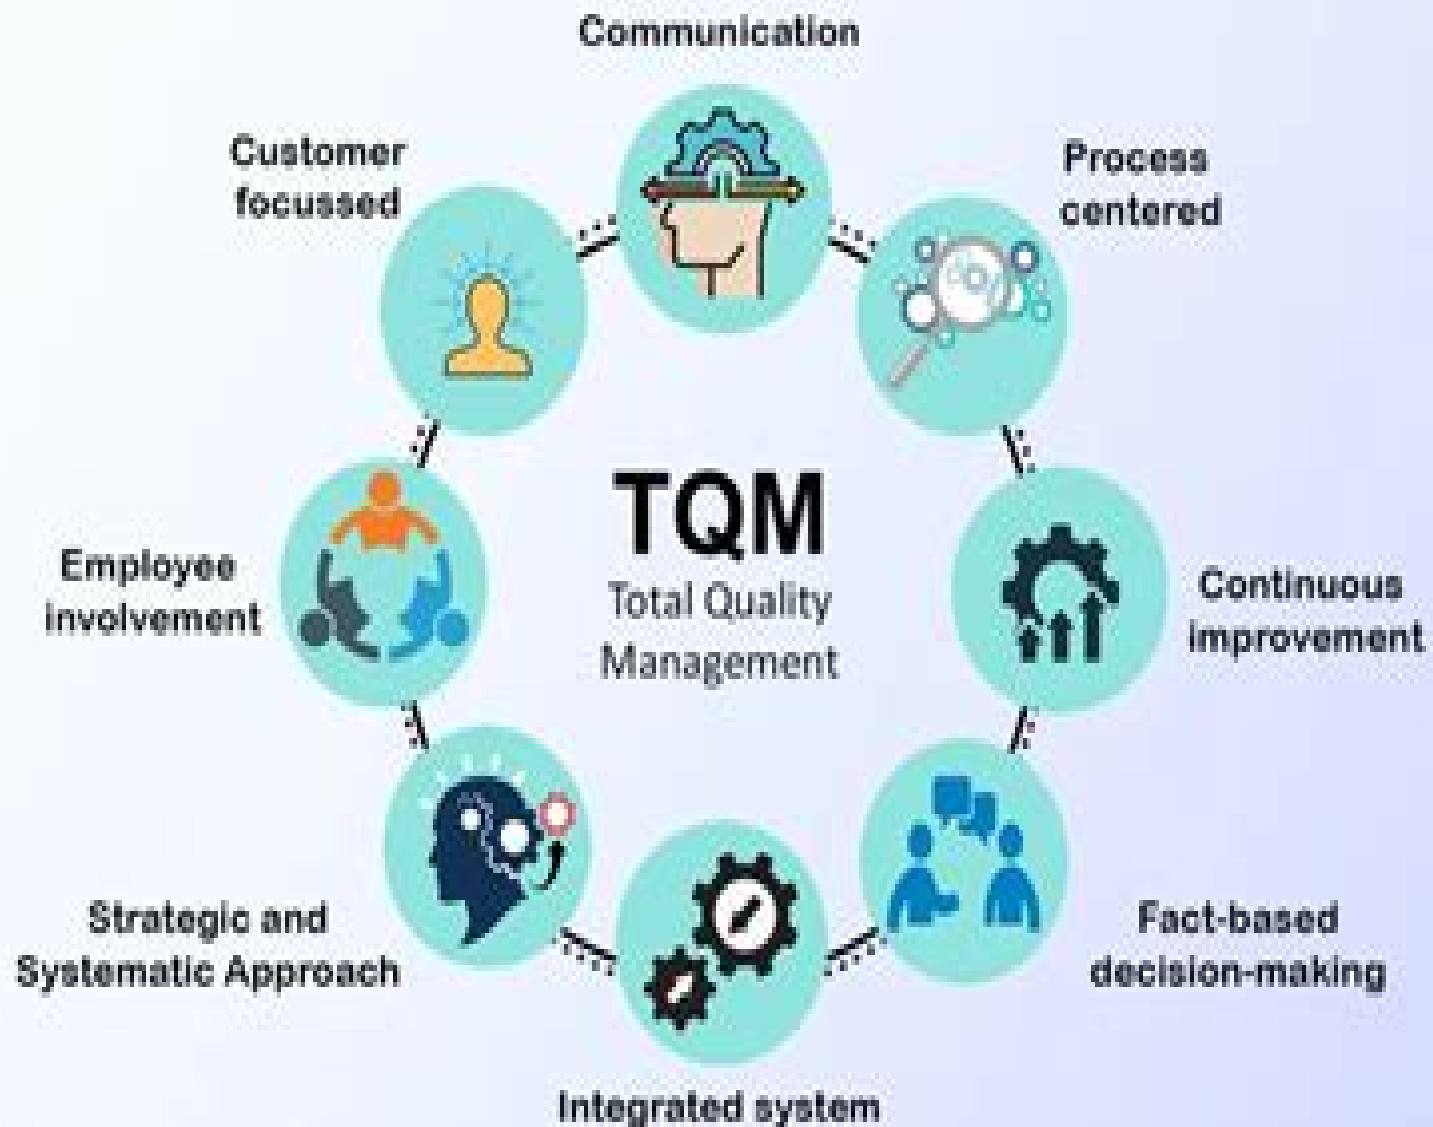 Communication
Customer
focussed
Process
centered
TQM
Total Quality
Management
Employee
involvement
Continuous
improvement
Strategic and
Systematic Approach
Fact-based
decision-making
Integrated system